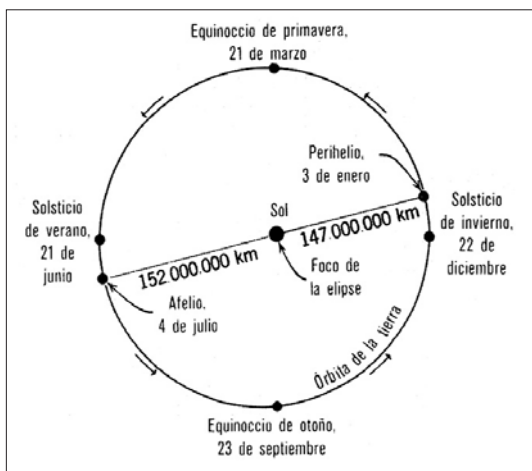 Equinoccio de primavera,
21 de marzo
Perihelio,
3 de enero
Solsticio
de verano,
21 de
junio
Sol
Solsticio
de invierno,
22 de
diciembre
152.000.000 km
147.000.000 km
Foco de
la elipse
Afelio,
4 de julio
Órbita de la tierra
Equinoccio de otoño,
23 de septiembre